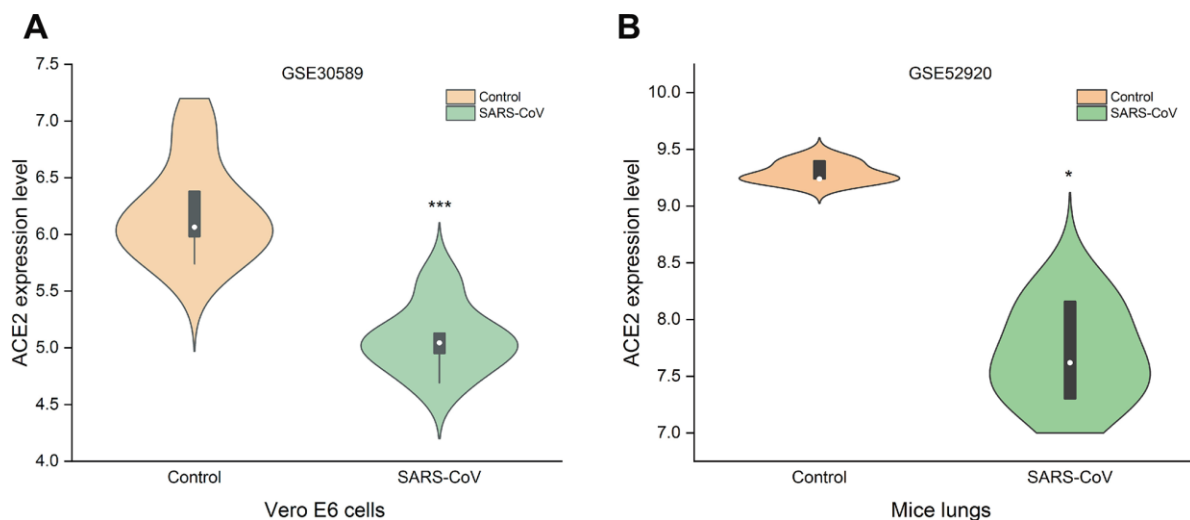 A
GSE30589
Control
SARS-CoV
7.5
7.0
6.5
6.0
5.5
5.0
4.5
4.0
ACE2 expression level
***
Control
SARS-CoV
Vero E6 cells
B
GSE52920
Control
SARS-CoV
10.0
9.5
9.0
8.5
8.0
7.5
7.0
ACE2 expression level
*
Control
SARS-CoV
Mice lungs